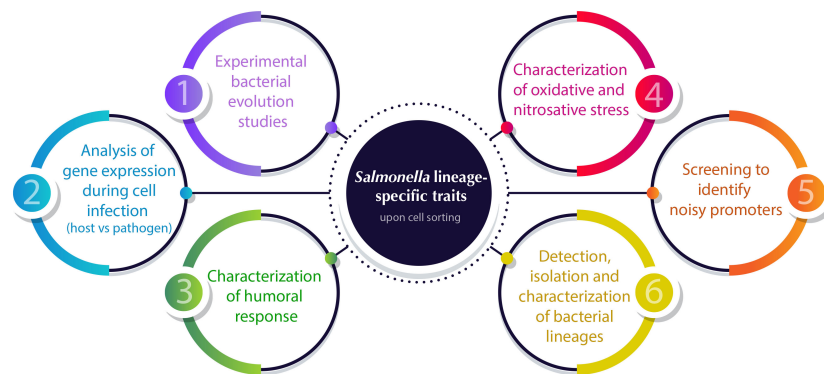 Salmonella lineage-
specific traits
upon cell sorting
1
Experimental
bacterial
evolution
studies
2
Analysis of
gene expression
during cell
infection
(host vs pathogen)
3
Characterization
of humoral
response
4
Characterization
of oxidative and
nitrosative stress
5
Screening to
identify
noisy promoters
6
Detection,
isolation and
characterization
of bacterial
lineages